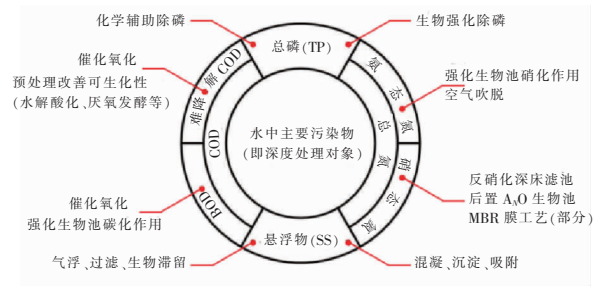 化学辅助除磷
生物强化除磷
总磷(TP)
催化氧化
预处理改善可生化性
(水解酸化、厌氧发酵等)
难降解COD
氨态氮
强化生物池硝化作用
空气吹脱
COD
水中主要污染物
(即深度处理对象)
总氮
BOD
硝态氮
催化氧化
强化生物池碳化作用
反硝化深床滤池
后置 AAO 生物池
MBR 膜工艺(部分)
悬浮物(SS)
气浮、过滤、生物滞留
混凝、沉淀、吸附